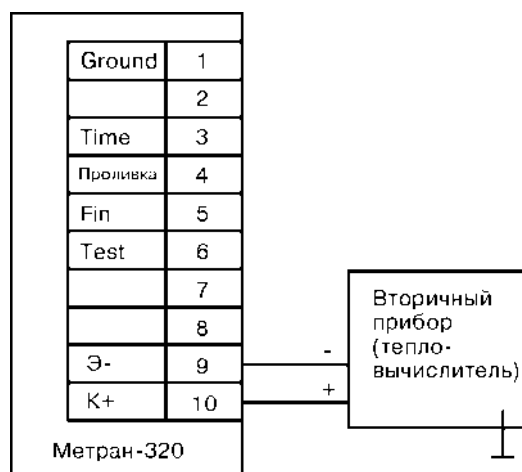 Ground 1
2
Time 3
Проливка 4
Fin 5
Test 6
7
8
Э- 9
К+ 10
-
+
Вторичный
прибор
(тепло-
вычислитель)
Метран-320